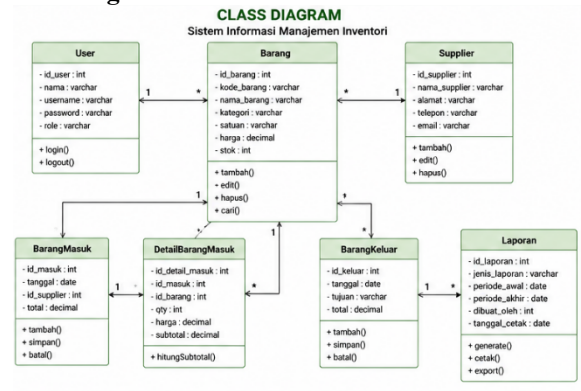 CLASS DIAGRAM
Sistem Informasi Manajemen Inventori
User
- id_user : int
- nama : varchar
- username : varchar
- password : varchar
- role : varchar
+ login()
+ logout()
1
*
Barang
- id_barang : int
- kode_barang : varchar
- nama_barang : varchar
- kategori : varchar
- satuan : varchar
- harga : decimal
- stok : int
+ tambah()
+ edit()
+ hapus()
+ cari()
*
1
Supplier
- id_supplier : int
- nama_supplier : varchar
- alamat : varchar
- telepon : varchar
- email : varchar
+ tambah()
+ edit()
+ hapus()
1
*
1
*
*
BarangMasuk
- id_masuk : int
- tanggal : date
- id_supplier : int
- total : decimal
+ tambah()
+ simpan()
+ batal()
1
DetailBarangMasuk
- id_detail_masuk : int
- id_masuk : int
- id_barang : int
- qty : int
- harga : decimal
- subtotal : decimal
+ hitungSubtotal()
*
BarangKeluar
- id_keluar : int
- tanggal : date
- tujuan : varchar
- total : decimal
+ tambah()
+ simpan()
+ batal()
1
*
Laporan
- id_laporan : int
- jenis_laporan : varchar
- periode_awal : date
- periode_akhir : date
- dibuat_oleh : int
- tanggal_cetak : date
+ generate()
+ cetak()
+ export()